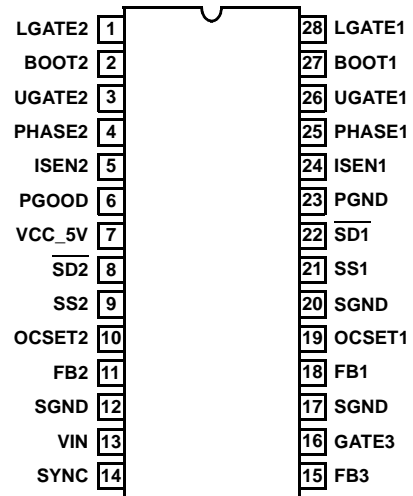 LGATE2 1 28 LGATE1
BOOT2 2 27 BOOT1
UGATE2 3 26 UGATE1
PHASE2 4 25 PHASE1
ISEN2 5 24 ISEN1
PGOOD 6 23 PGND
VCC_5V 7 22 SD1
SD2 8 21 SS1
SS2 9 20 SGND
OCSET2 10 19 OCSET1
FB2 11 18 FB1
SGND 12 17 SGND
VIN 13 16 GATE3
SYNC 14 15 FB3